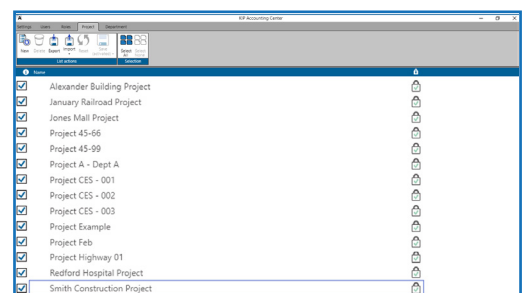 KIP Accounting Center
Settings Users Roles Project Department
New Delete Export Import Reset Save Select All Select None
List actions Selection
Name
Alexander Building Project
January Railroad Project
Jones Mall Project
Project 45-66
Project 45-99
Project A - Dept A
Project CES - 001
Project CES - 002
Project CES - 003
Project Example
Project Feb
Project Highway 01
Redford Hospital Project
Smith Construction Project